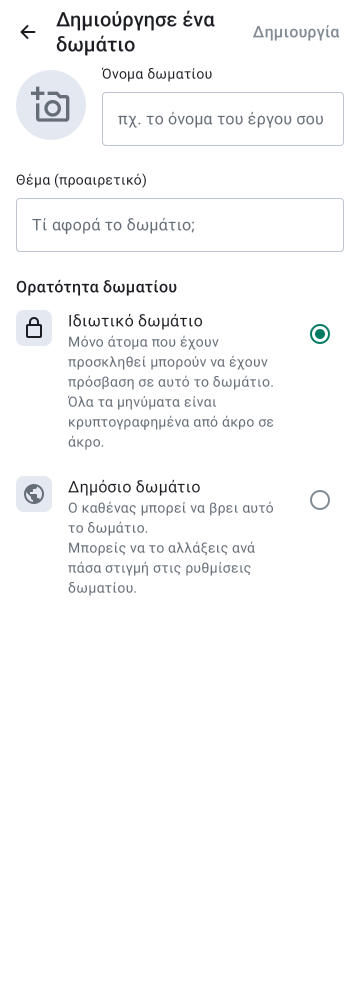 Δημιούργησε ένα
δωμάτιο
Δημιουργία
Όνομα δωματίου
πχ. το όνομα του έργου σου
Θέμα (προαιρετικό)
Τί αφορά το δωμάτιο;
Ορατότητα δωματίου
Ιδιωτικό δωμάτιο
Μόνο άτομα που έχουν
προσκληθεί μπορούν να έχουν
πρόσβαση σε αυτό το δωμάτιο.
Όλα τα μηνύματα είναι
κρυπτογραφημένα από άκρο σε
άκρο.
Δημόσιο δωμάτιο
Ο καθένας μπορεί να βρει αυτό
το δωμάτιο.
Μπορείς να το αλλάξεις ανά
πάσα στιγμή στις ρυθμίσεις
δωματίου.